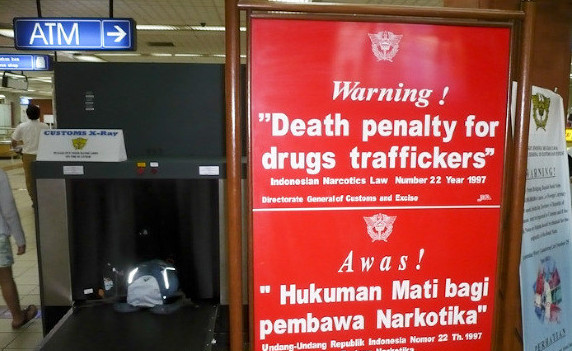 ATM →
Customs X-Ray
Warning !
"Death penalty for
drugs traffickers"
Indonesian Narcotics Law Number 22 Year 1997
Directorate General of Customs and Excise
Awas!
" Hukuman Mati bagi
pembawa Narkotika"
Undang-Undang Republik Indonesia Nomor 22 Th. 1997
WARNING!